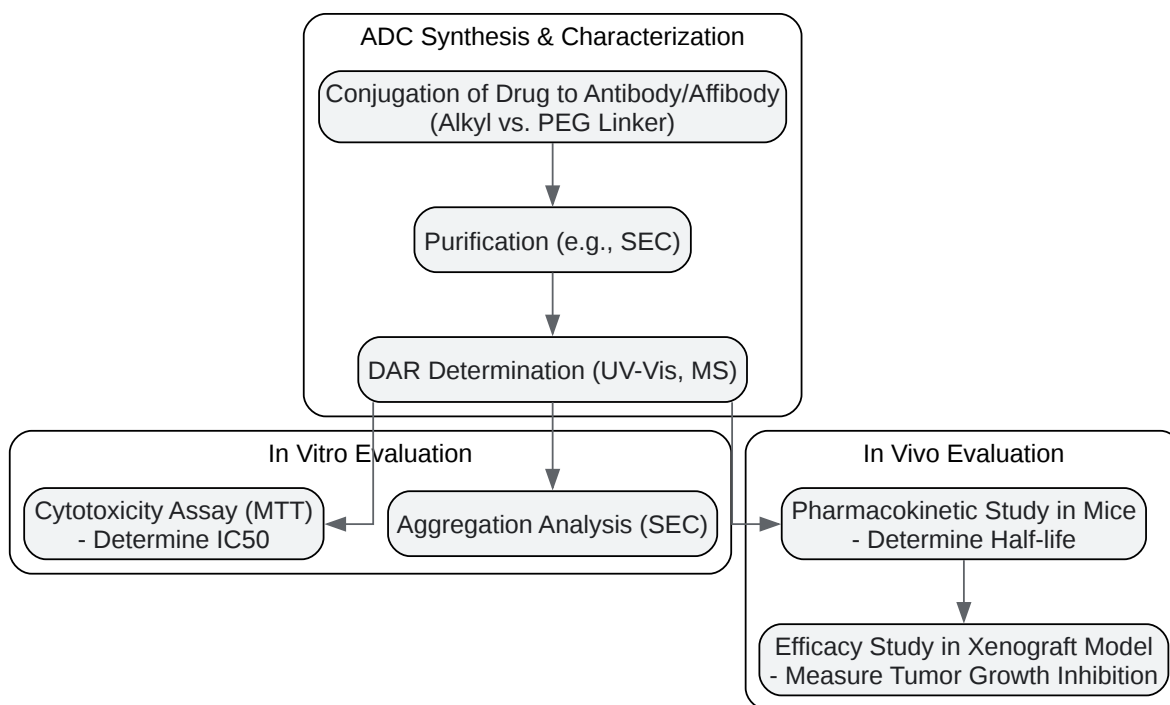 ADC Synthesis & Characterization
Conjugation of Drug to Antibody/Affibody
(Alkyl vs. PEG Linker)
Purification (e.g., SEC)
DAR Determination (UV-Vis, MS)
In Vitro Evaluation
Cytotoxicity Assay (MTT)
- Determine IC50
Aggregation Analysis (SEC)
In Vivo Evaluation
Pharmacokinetic Study in Mice
- Determine Half-life
Efficacy Study in Xenograft Model
- Measure Tumor Growth Inhibition